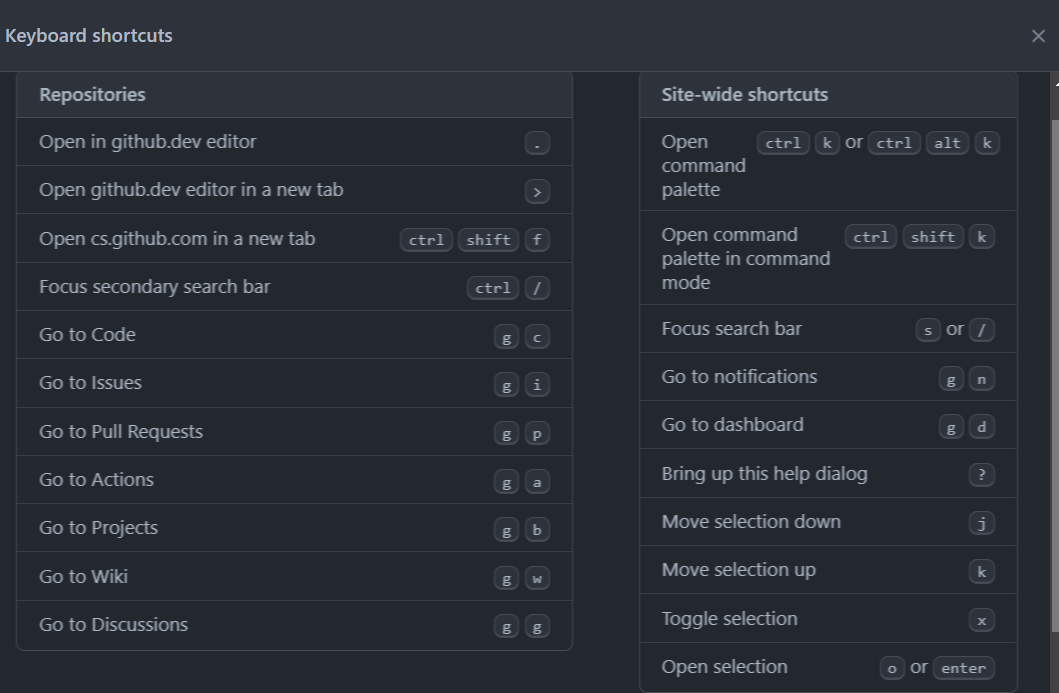 Keyboard shortcuts
Repositories
Open in github.dev editor .
Open github.dev editor in a new tab >
Open cs.github.com in a new tab ctrl shift f
Focus secondary search bar ctrl /
Go to Code g c
Go to Issues g i
Go to Pull Requests g p
Go to Actions g a
Go to Projects g b
Go to Wiki g w
Go to Discussions g g
Site-wide shortcuts
Open ctrl k or ctrl alt k
command
palette
Open command ctrl shift k
palette in command
mode
Focus search bar s or /
Go to notifications g n
Go to dashboard g d
Bring up this help dialog ?
Move selection down j
Move selection up k
Toggle selection x
Open selection o or enter